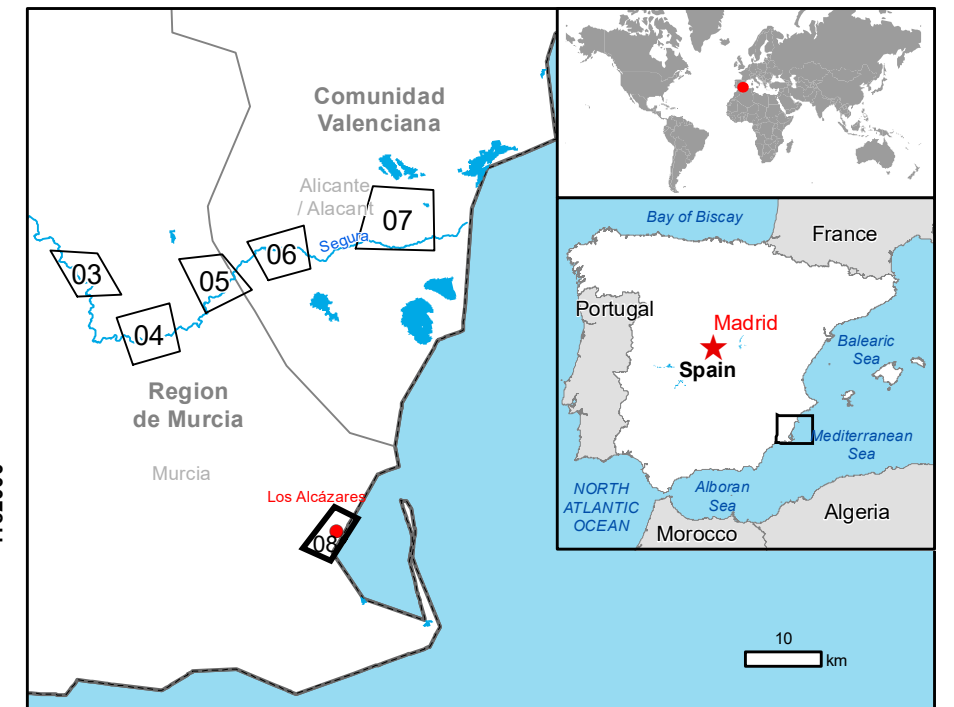 Comunidad
Valenciana
Alicante
/ Alacant
Segura
03
04
05
06
07
Region
de Murcia
Murcia
Los Alcázares
08
Bay of Biscay
France
Portugal
Madrid
Spain
Balearic
Sea
Mediterranean
Sea
NORTH
ATLANTIC
OCEAN
Alboran
Sea
Algeria
Morocco
10
km